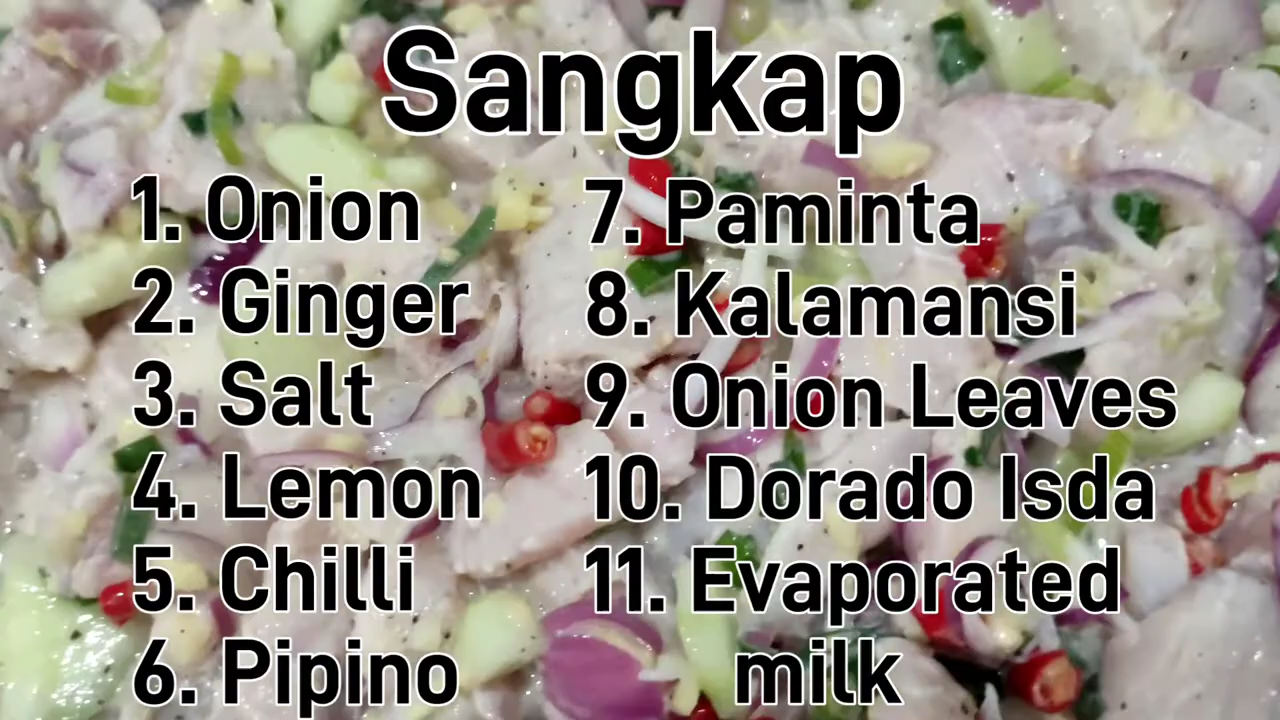 Sangkap
1. Onion
2. Ginger
3. Salt
4. Lemon
5. Chilli
6. Pipino
7. Paminta
8. Kalamansi
9. Onion Leaves
10. Dorado Isda
11. Evaporated
milk